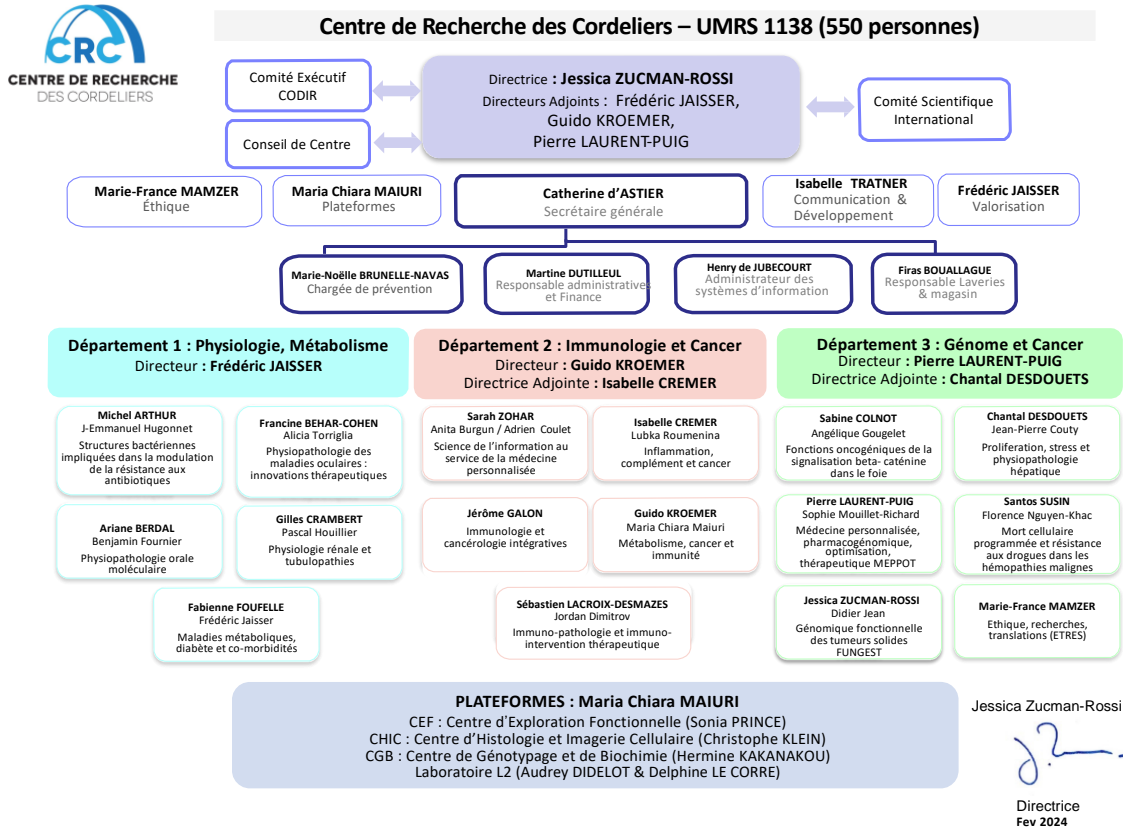 CRC
CENTRE DE RECHERCHE
DES CORDELIERS
Centre de Recherche des Cordeliers – UMRS 1138 (550 personnes)
Comité Exécutif
CODIR
Conseil de Centre
Directrice : Jessica ZUCMAN-ROSSI
Directeurs Adjoints : Frédéric JAISSER,
Guido KROEMER,
Pierre LAURENT-PUIG
Comité Scientifique
International
Marie-France MAMZER
Éthique
Maria Chiara MAIURI
Plateformes
Catherine d’ASTIER
Secrétaire générale
Isabelle TRATNER
Communication &
Développement
Frédéric JAISSER
Valorisation
Marie-Noëlle BRUNELLE-NAVAS
Chargée de prévention
Martine DUTILLEUL
Responsable administratives
et Finance
Henry de JUBECOURT
Administrateur des
systèmes d’information
Firas BOUALLAGUE
Responsable Laveries
& magasin
Département 1 : Physiologie, Métabolisme
Directeur : Frédéric JAISSER
Michel ARTHUR
J-Emmanuel Hugonnet
Structures bactériennes
impliquées dans la modulation
de la résistance aux
antibiotiques
Francine BEHAR-COHEN
Alicia Torriglia
Physiopathologie des
maladies oculaires :
innovations thérapeutiques
Ariane BERDAL
Benjamin Fournier
Physiopathologie orale
moléculaire
Gilles CRAMBERT
Pascal Houillier
Physiologie rénale et
tubulopathies
Fabienne FOUFELLE
Frédéric Jaisser
Maladies métaboliques,
diabète et co-morbidités
Département 2 : Immunologie et Cancer
Directeur : Guido KROEMER
Directrice Adjointe : Isabelle CREMER
Sarah ZOHAR
Anita Burgun / Adrien Coulet
Science de l’information au
service de la médecine
personnalisée
Isabelle CREMER
Lubka Roumenina
Inflammation,
complément et cancer
Jérôme GALON
Immunologie et
cancérologie intégratives
Guido KROEMER
Maria Chiara Maiuri
Métabolisme, cancer et
immunité
Sébastien LACROIX-DESMAZES
Jordan Dimitrov
Immuno-pathologie et immuno-
intervention thérapeutique
Département 3 : Génome et Cancer
Directeur : Pierre LAURENT-PUIG
Directrice Adjointe : Chantal DESDOUETS
Sabine COLNOT
Angélique Gougelet
Fonctions oncogéniques de la
signalisation beta- caténine
dans le foie
Chantal DESDOUETS
Jean-Pierre Couty
Proliferation, stress et
physiopathologie
hépatique
Pierre LAURENT-PUIG
Sophie Mouillet-Richard
Médecine personnalisée,
pharmacogénomique,
optimisation,
thérapeutique MEPPOT
Santos SUSIN
Florence Nguyen-Khac
Mort cellulaire
programmée et résistance
aux drogues dans les
hémopathies malignes
Jessica ZUCMAN-ROSSI
Didier Jean
Génomique fonctionnelle
des tumeurs solides
FUNGEST
Marie-France MAMZER
Ethique, recherches,
translations (ETRES)
PLATEFORMES : Maria Chiara MAIURI
CEF : Centre d'Exploration Fonctionnelle (Sonia PRINCE)
CHIC : Centre d’Histologie et Imagerie Cellulaire (Christophe KLEIN)
CGB : Centre de Génotypage et de Biochimie (Hermine KAKANAKOU)
Laboratoire L2 (Audrey DIDELOT & Delphine LE CORRE)
Jessica Zucman-Rossi
Directrice
Fev 2024